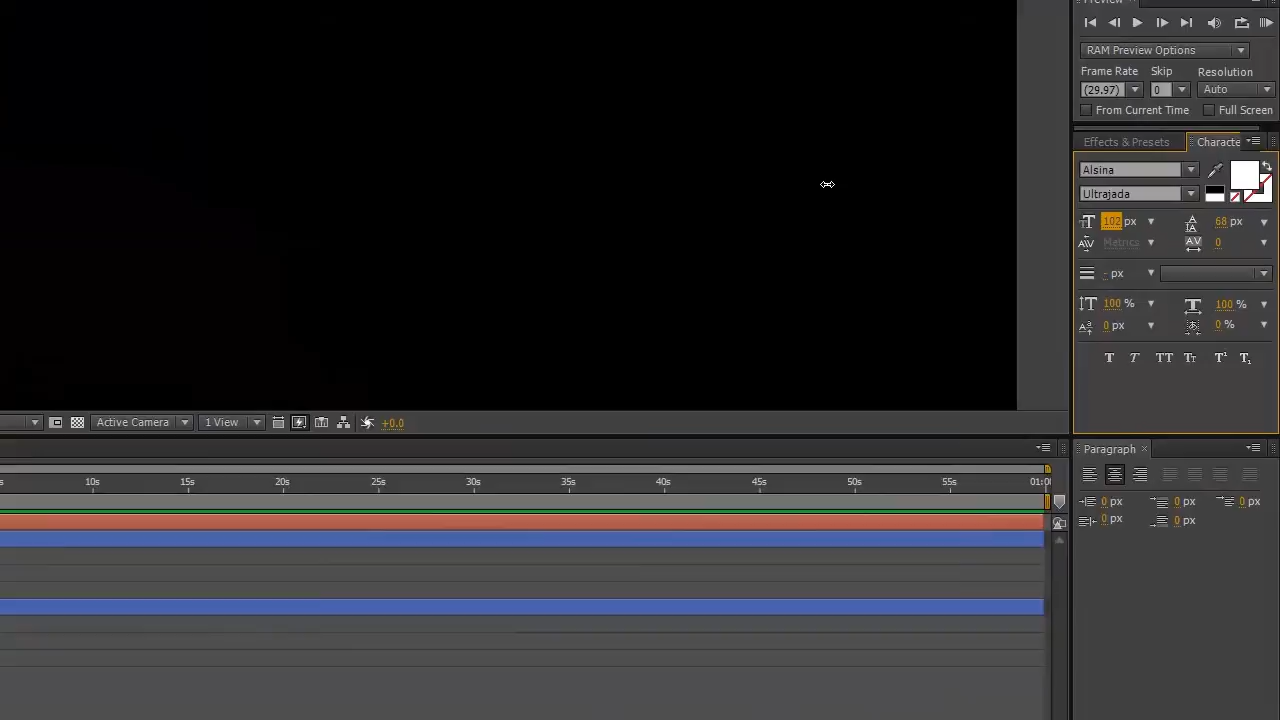 Preview
RAM Preview Options
Frame Rate Skip Resolution
(29.97) 0 Auto
From Current Time Full Screen
Effects & Presets Characte
Alsina
Ultrajada
102 px 68 px
Metrics 0
- px
100 % 100 %
0 px 0 %
T T TT Tт T¹ T₁
Active Camera 1 View +0.0
Paragraph
s 10s 15s 20s 25s 30s 35s 40s 45s 50s 55s 01:00
0 px 0 px 0 px
0 px 0 px